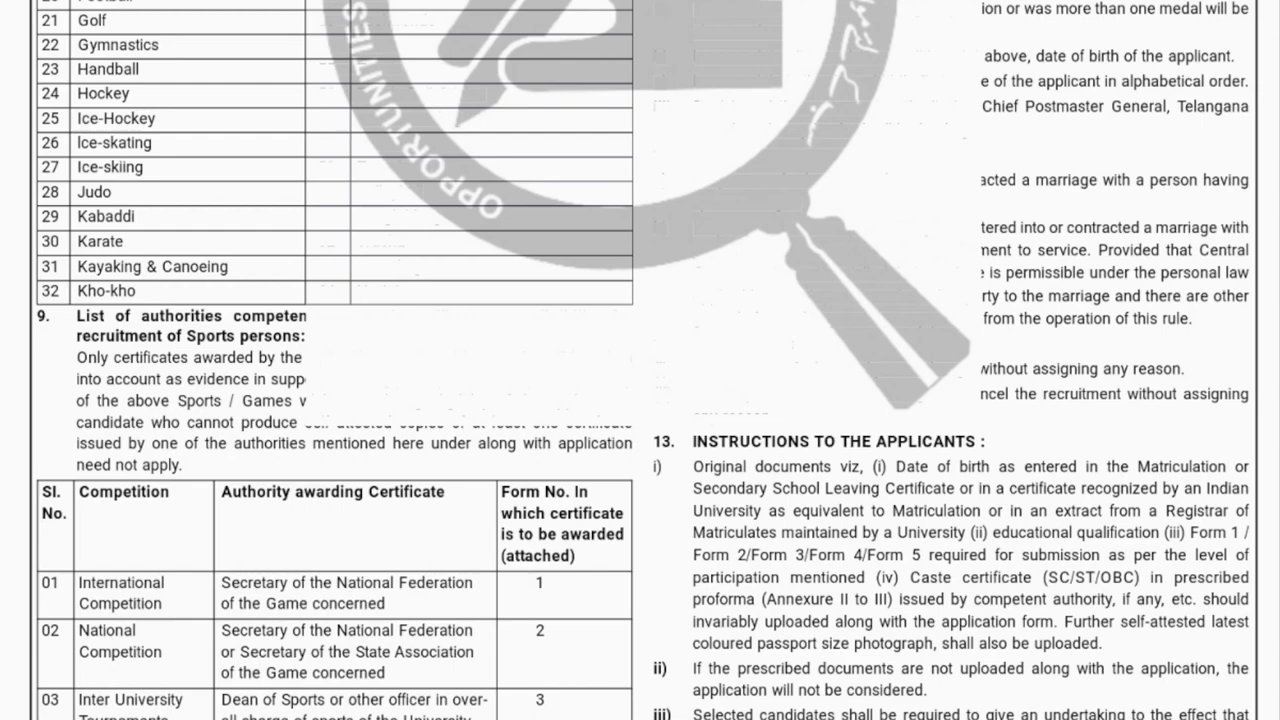 21 Golf
22 Gymnastics
23 Handball
24 Hockey
25 Ice-Hockey
26 Ice-skating
27 Ice-skiing
28 Judo
29 Kabaddi
30 Karate
31 Kayaking & Canoeing
32 Kho-kho
9. List of authorities competen
recruitment of Sports persons:
Only certificates awarded by the
into account as evidence in supp
of the above Sports / Games
candidate who cannot produce
issued by one of the authorities mentioned here under along with application
need not apply.
Sl. No. Competition Authority awarding Certificate Form No. In
which certificate
is to be awarded
(attached)
01 International Secretary of the National Federation 1
Competition of the Game concerned
02 National Secretary of the National Federation 2
Competition or Secretary of the State Association
of the Game concerned
03 Inter University Dean of Sports or other officer in over- 3
OPPORTUNITIES
ion or was more than one medal will be
above, date of birth of the applicant.
e of the applicant in alphabetical order.
Chief Postmaster General, Telangana
acted a marriage with a person having
tered into or contracted a marriage with
ment to service. Provided that Central
is permissible under the personal law
rty to the marriage and there are other
from the operation of this rule.
without assigning any reason.
ncel the recruitment without assigning
13. INSTRUCTIONS TO THE APPLICANTS :
i) Original documents viz, (i) Date of birth as entered in the Matriculation or
Secondary School Leaving Certificate or in a certificate recognized by an Indian
University as equivalent to Matriculation or in an extract from a Registrar of
Matriculates maintained by a University (ii) educational qualification (iii) Form 1 /
Form 2/Form 3/Form 4/Form 5 required for submission as per the level of
participation mentioned (iv) Caste certificate (SC/ST/OBC) in prescribed
proforma (Annexure II to III) issued by competent authority, if any, etc. should
invariably uploaded along with the application form. Further self-attested latest
coloured passport size photograph, shall also be uploaded.
ii) If the prescribed documents are not uploaded along with the application, the
application will not be considered.
iii) Selected candidates shall be required to give an undertaking to the effect that